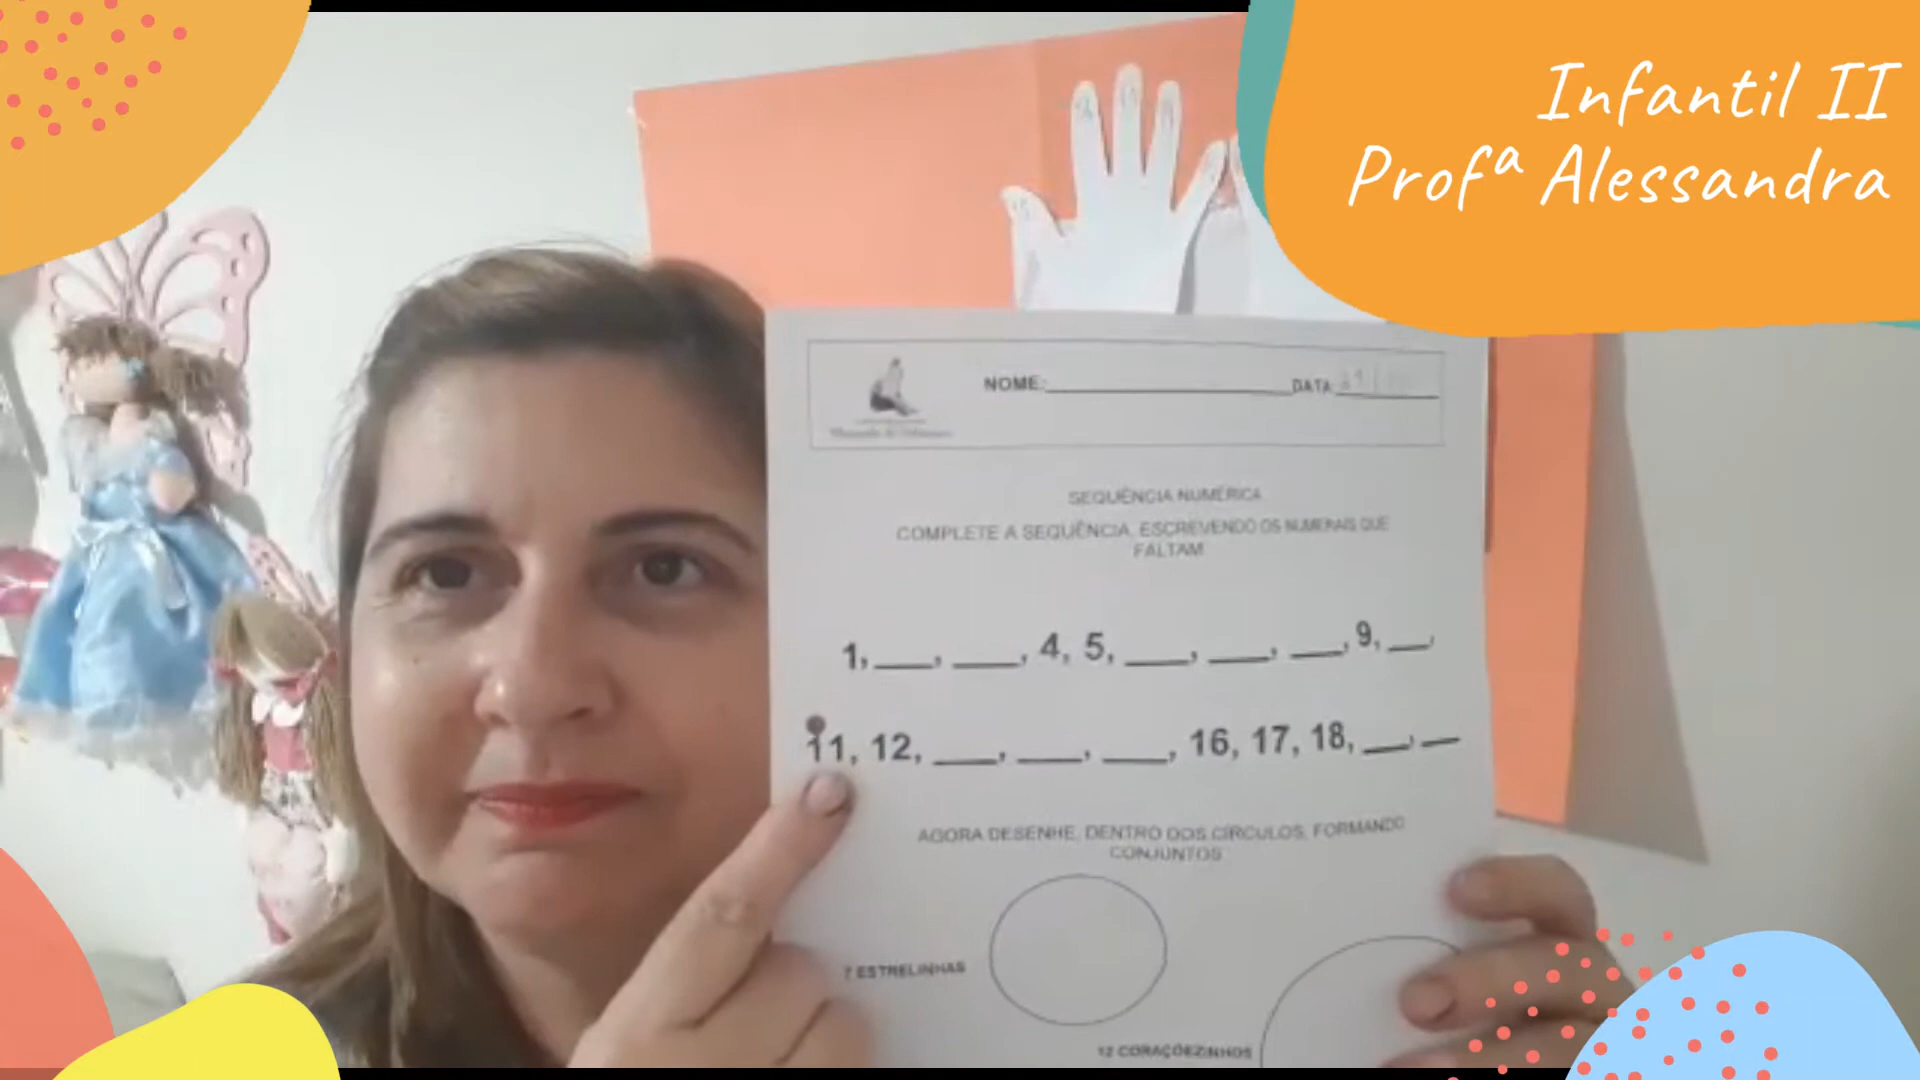 Infantil II
Profª Alessandra
NOME:__________ DATA:
SEQUÊNCIA NUMÉRICA
COMPLETE A SEQUÊNCIA, ESCREVENDO OS NUMERAIS QUE
FALTAM
1, ___, ___, 4, 5, ___, ___, ___, 9, ___,
11, 12, ___, ___, ___, 16, 17, 18, ___, ___
AGORA DESENHE, DENTRO DOS CÍRCULOS, FORMANDO
CONJUNTOS
7 ESTRELINHAS
12 CORAÇÕEZINHOS